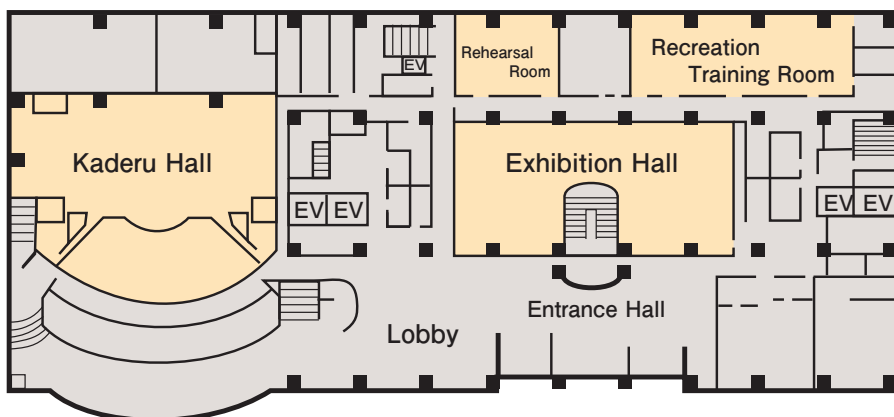 EV
Rehearsal
Room
Recreation
Training Room
Kaderu Hall
Exhibition Hall
EV EV
EV EV
Entrance Hall
Lobby